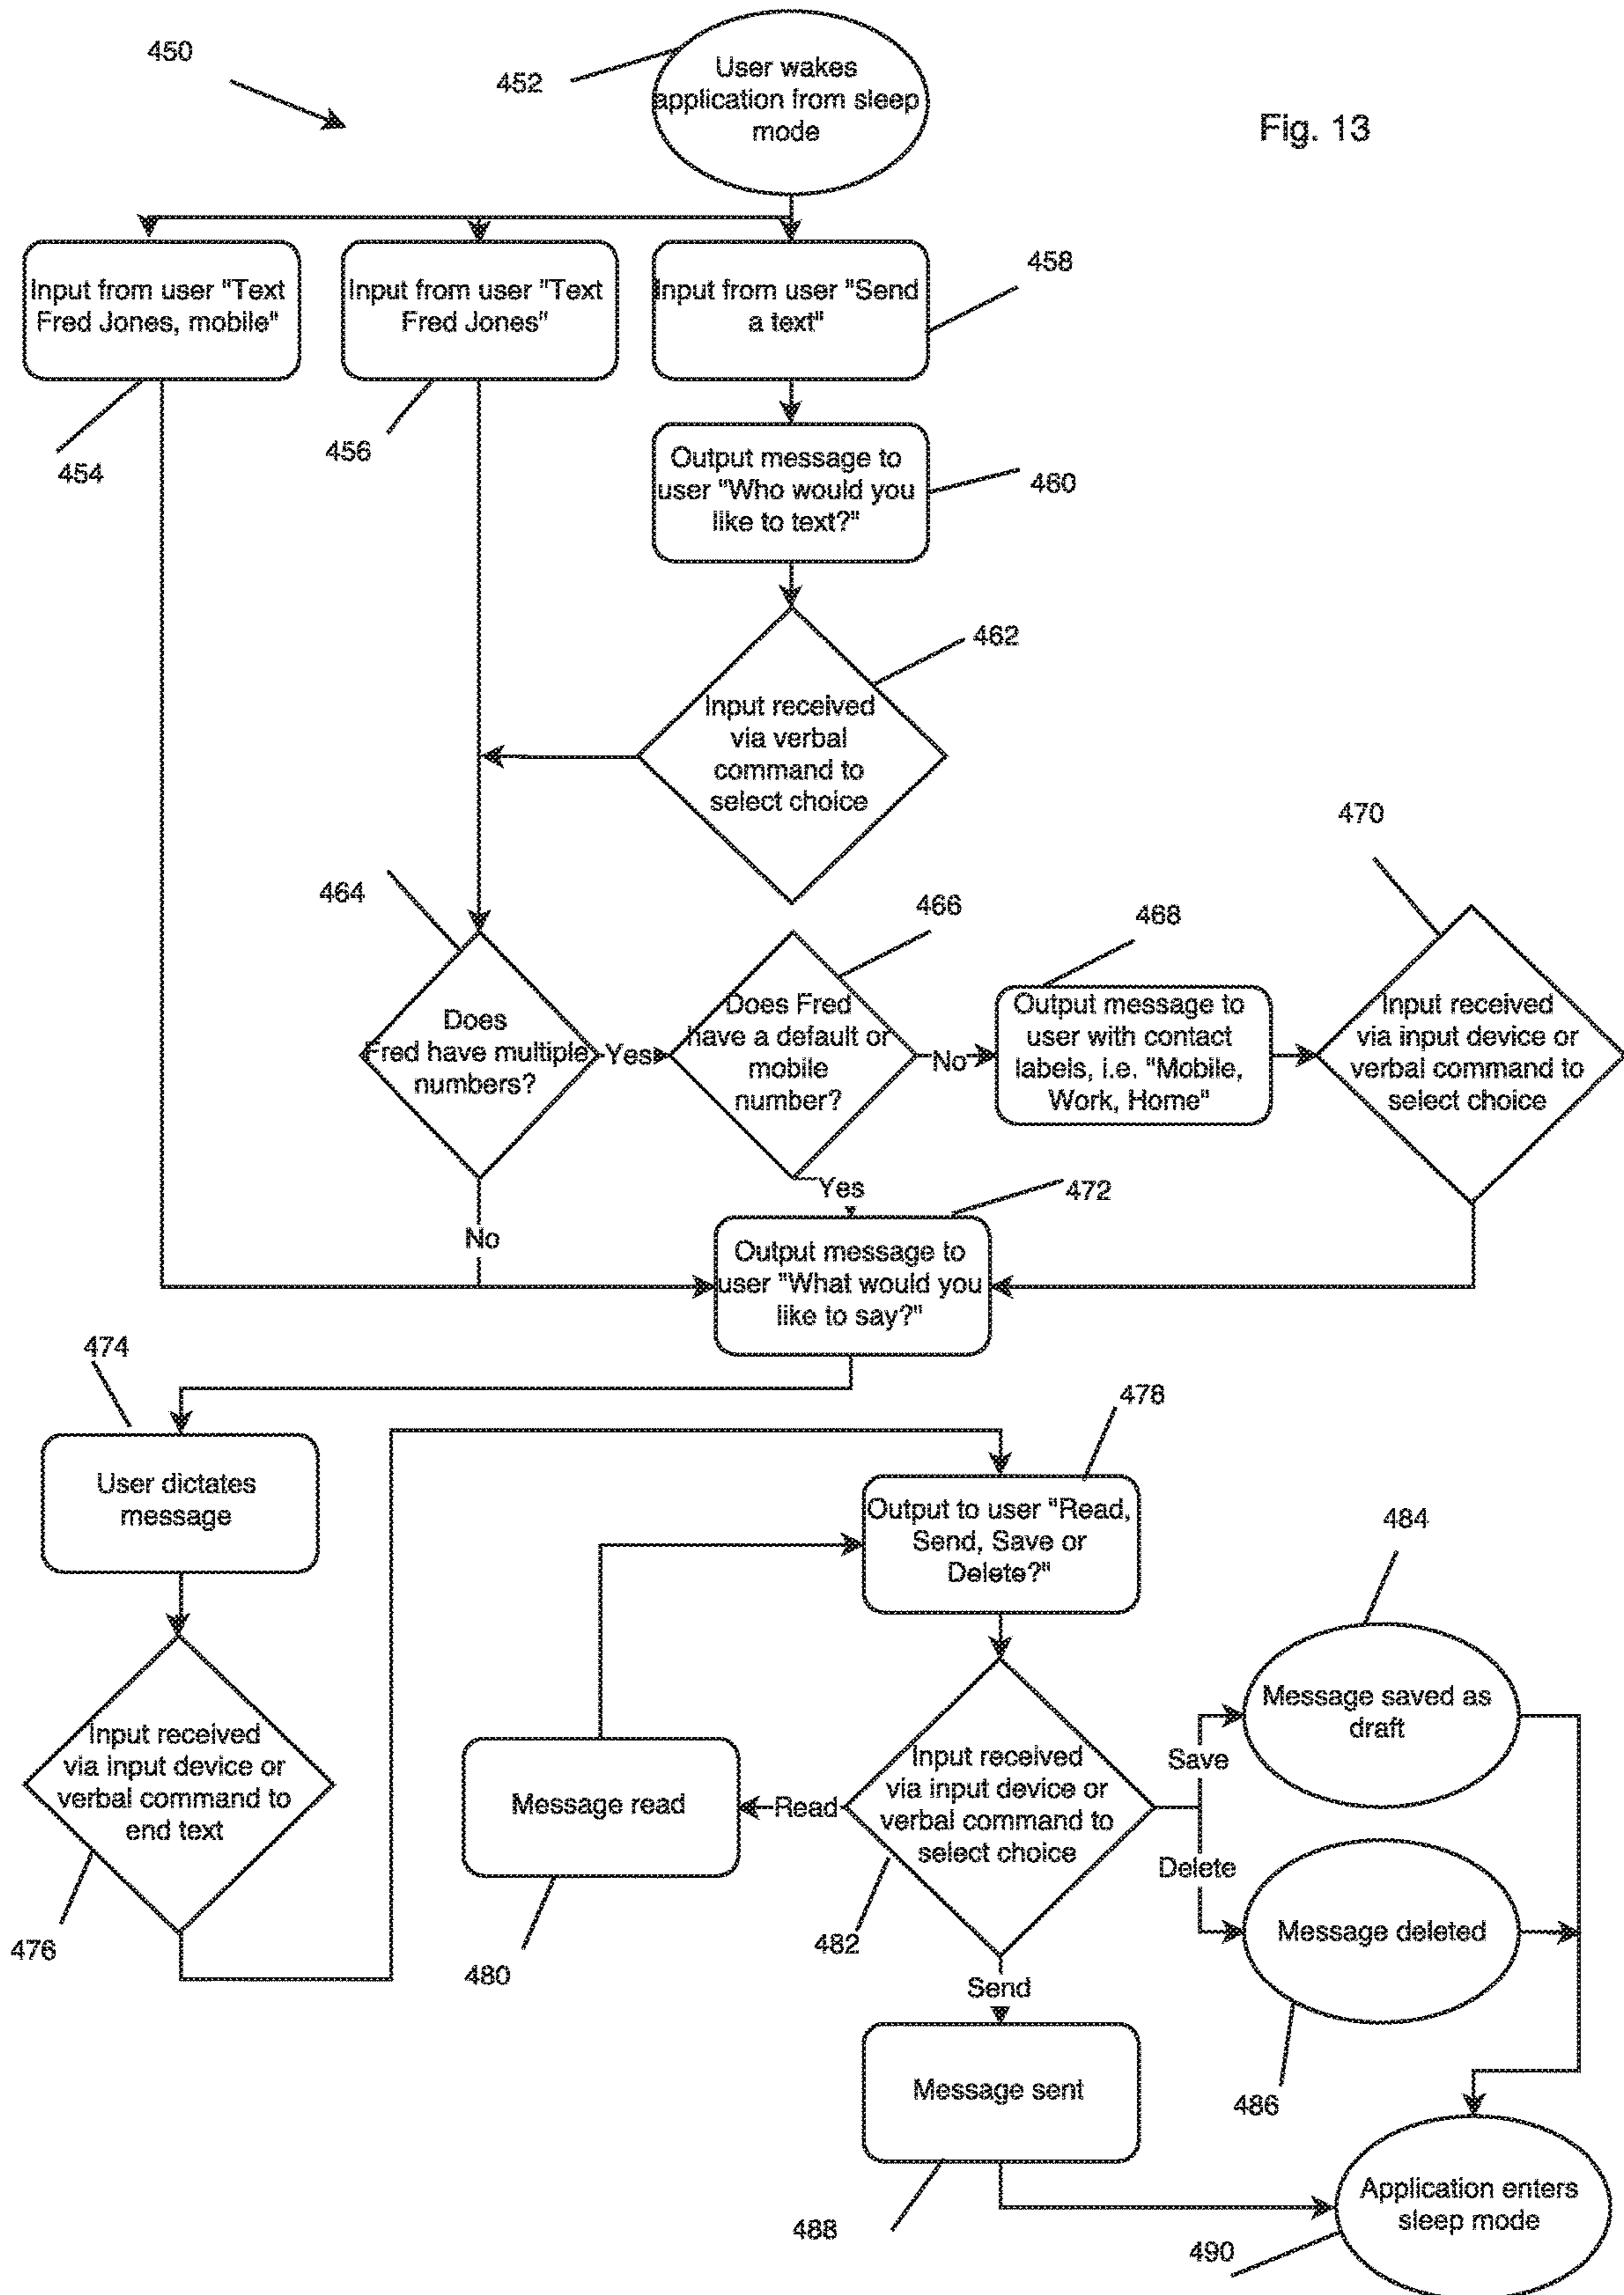 450
452
User wakes
application from sleep
mode
Fig. 13
Input from user "Text
Fred Jones, mobile"
Input from user "Text
Fred Jones"
Input from user "Send
a text"
458
454
456
Output message to
user "Who would you
like to text?"
460
462
Input received
via verbal
command to
select choice
464
466
468
470
Does
Fred have multiple
numbers?
Yes
Does Fred
have a default or
mobile
number?
No
Output message to
user with contact
labels, i.e. "Mobile,
Work, Home"
Input received
via input device or
verbal command to
select choice
Yes
472
No
Output message to
user "What would you
like to say?"
474
478
User dictates
message
Output to user "Read,
Send, Save or
Delete?"
484
Input received
via input device or
verbal command to
end text
476
Message read
480
Read
Input received
via input device or
verbal command to
select choice
482
Save
Message saved as
draft
Delete
Message deleted
486
Send
Message sent
488
Application enters
sleep mode
490